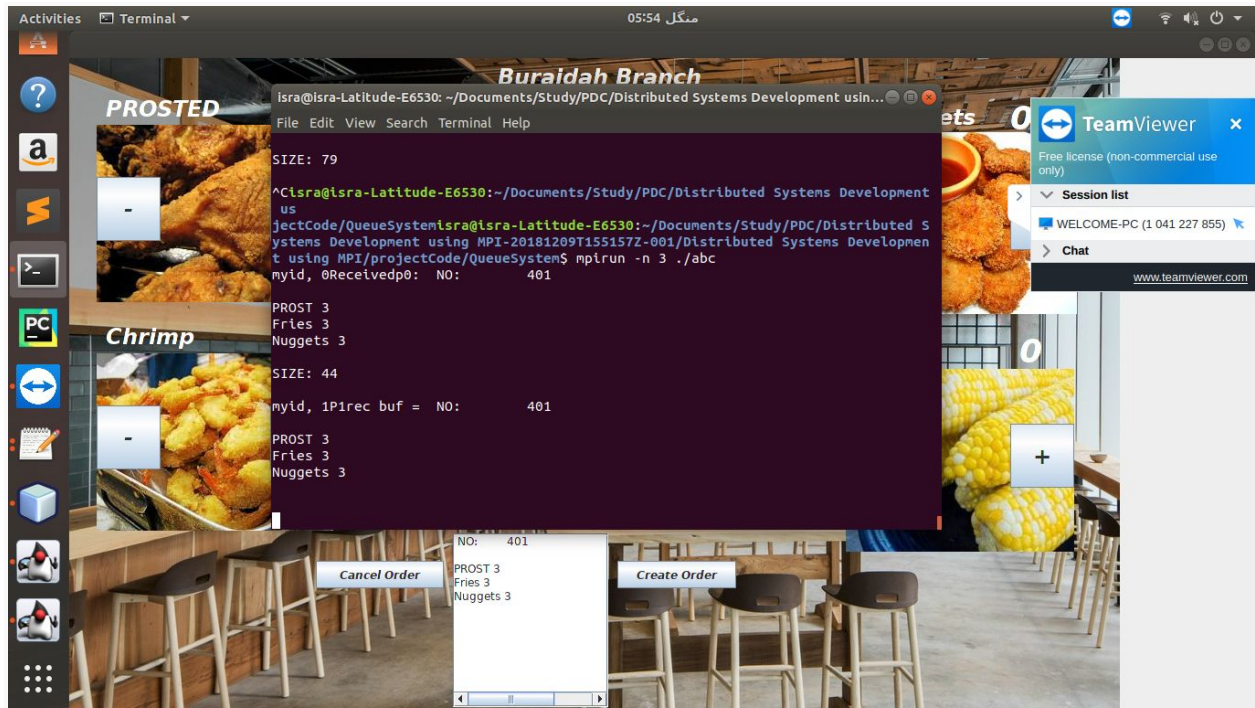 Activities Terminal
05:54 منگل
Buraidah Branch
PROSTED
ets 0
isra@isra-Latitude-E6530: ~/Documents/Study/PDC/Distributed Systems Development usin...
File Edit View Search Terminal Help
SIZE: 79
^Cisra@isra-Latitude-E6530:~/Documents/Study/PDC/Distributed Systems Development
us
jectCode/QueueSystemisra@isra-Latitude-E6530:~/Documents/Study/PDC/Distributed S
ystems Development using MPI-20181209T155157Z-001/Distributed Systems Developmen
t using MPI/projectCode/QueueSystem$ mpirun -n 3 ./abc
myid, 0Receivedp0: NO: 401
PROST 3
Fries 3
Nuggets 3
SIZE: 44
myid, 1P1rec buf = NO: 401
PROST 3
Fries 3
Nuggets 3
TeamViewer
Free license (non-commercial use
only)
Session list
WELCOME-PC (1 041 227 855)
Chat
www.teamviewer.com
-
Chrimp
0
-
+
NO: 401
PROST 3
Fries 3
Nuggets 3
Cancel Order
Create Order
a
PC